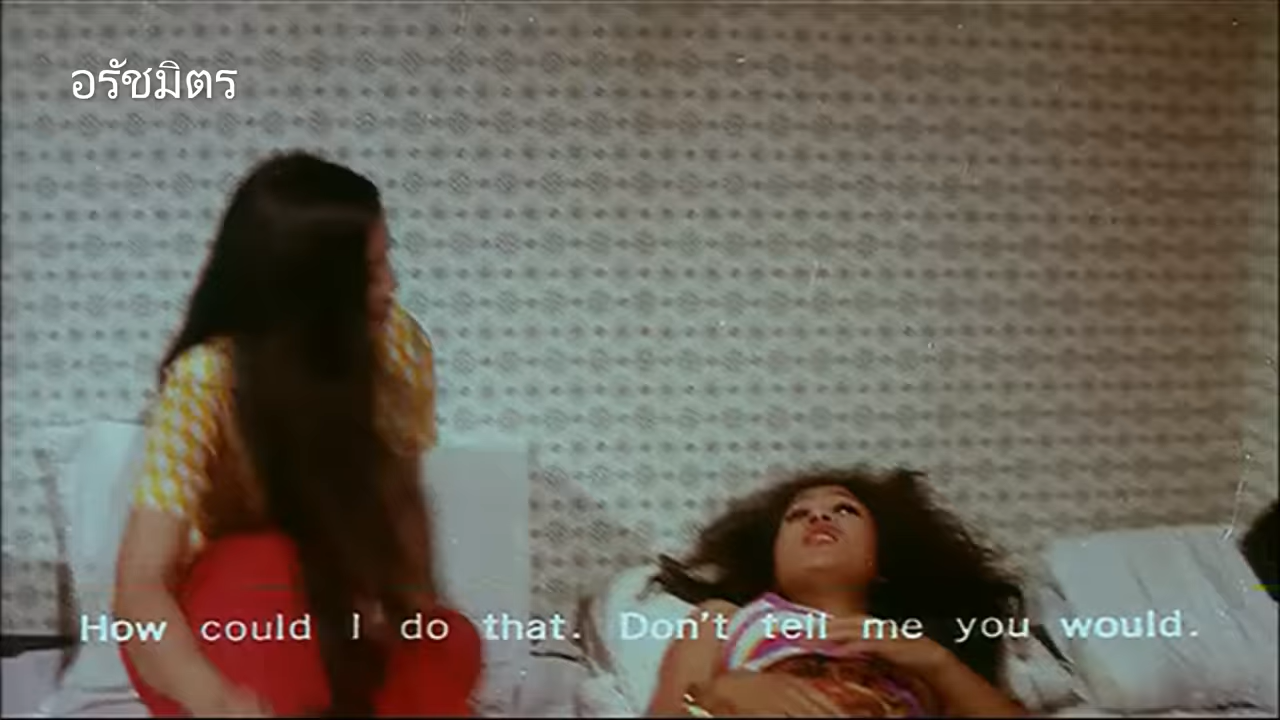 อรัชมิตร
How could I do that. Don't tell me you would.